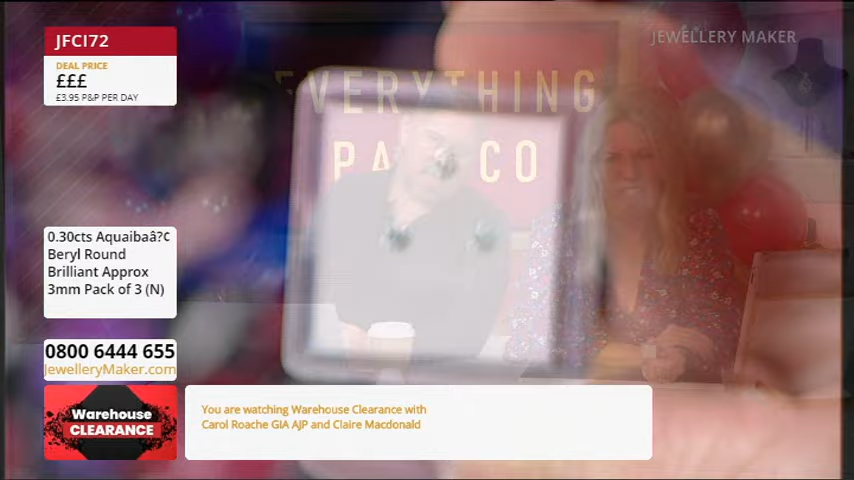 JFCI72
DEAL PRICE
£££
£3.95 P&P PER DAY
JEWELLERY MAKER
EVERYTHING
PA CO
0.30cts Aquaibaâ?C
Beryl Round
Brilliant Approx
3mm Pack of 3 (N)
0800 6444 655
JewelleryMaker.com
Warehouse
CLEARANCE
You are watching Warehouse Clearance with
Carol Roache GIA AJP and Claire Macdonald